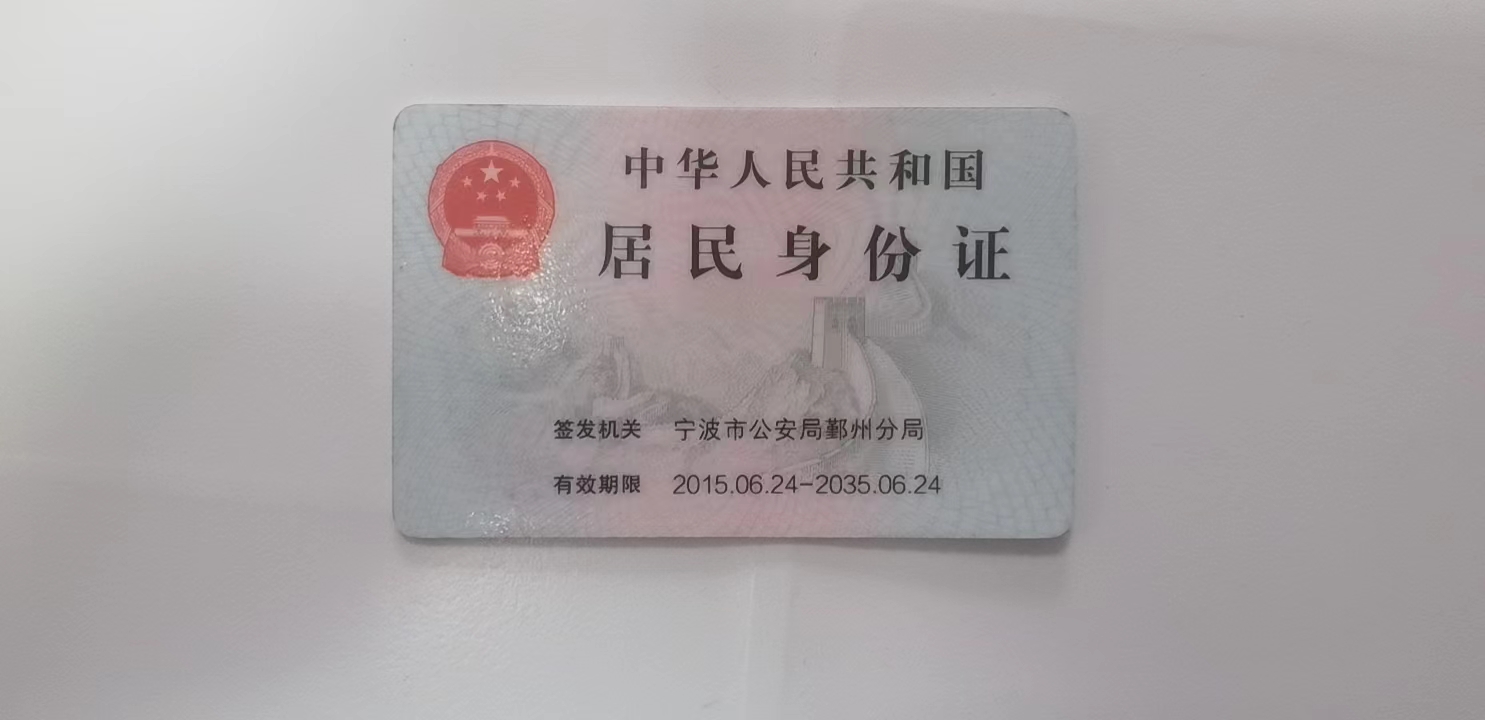 中华人民共和国
居民身份证
签发机关 宁波市公安局鄞州分局
有效期限 2015.06.24-2035.06.24